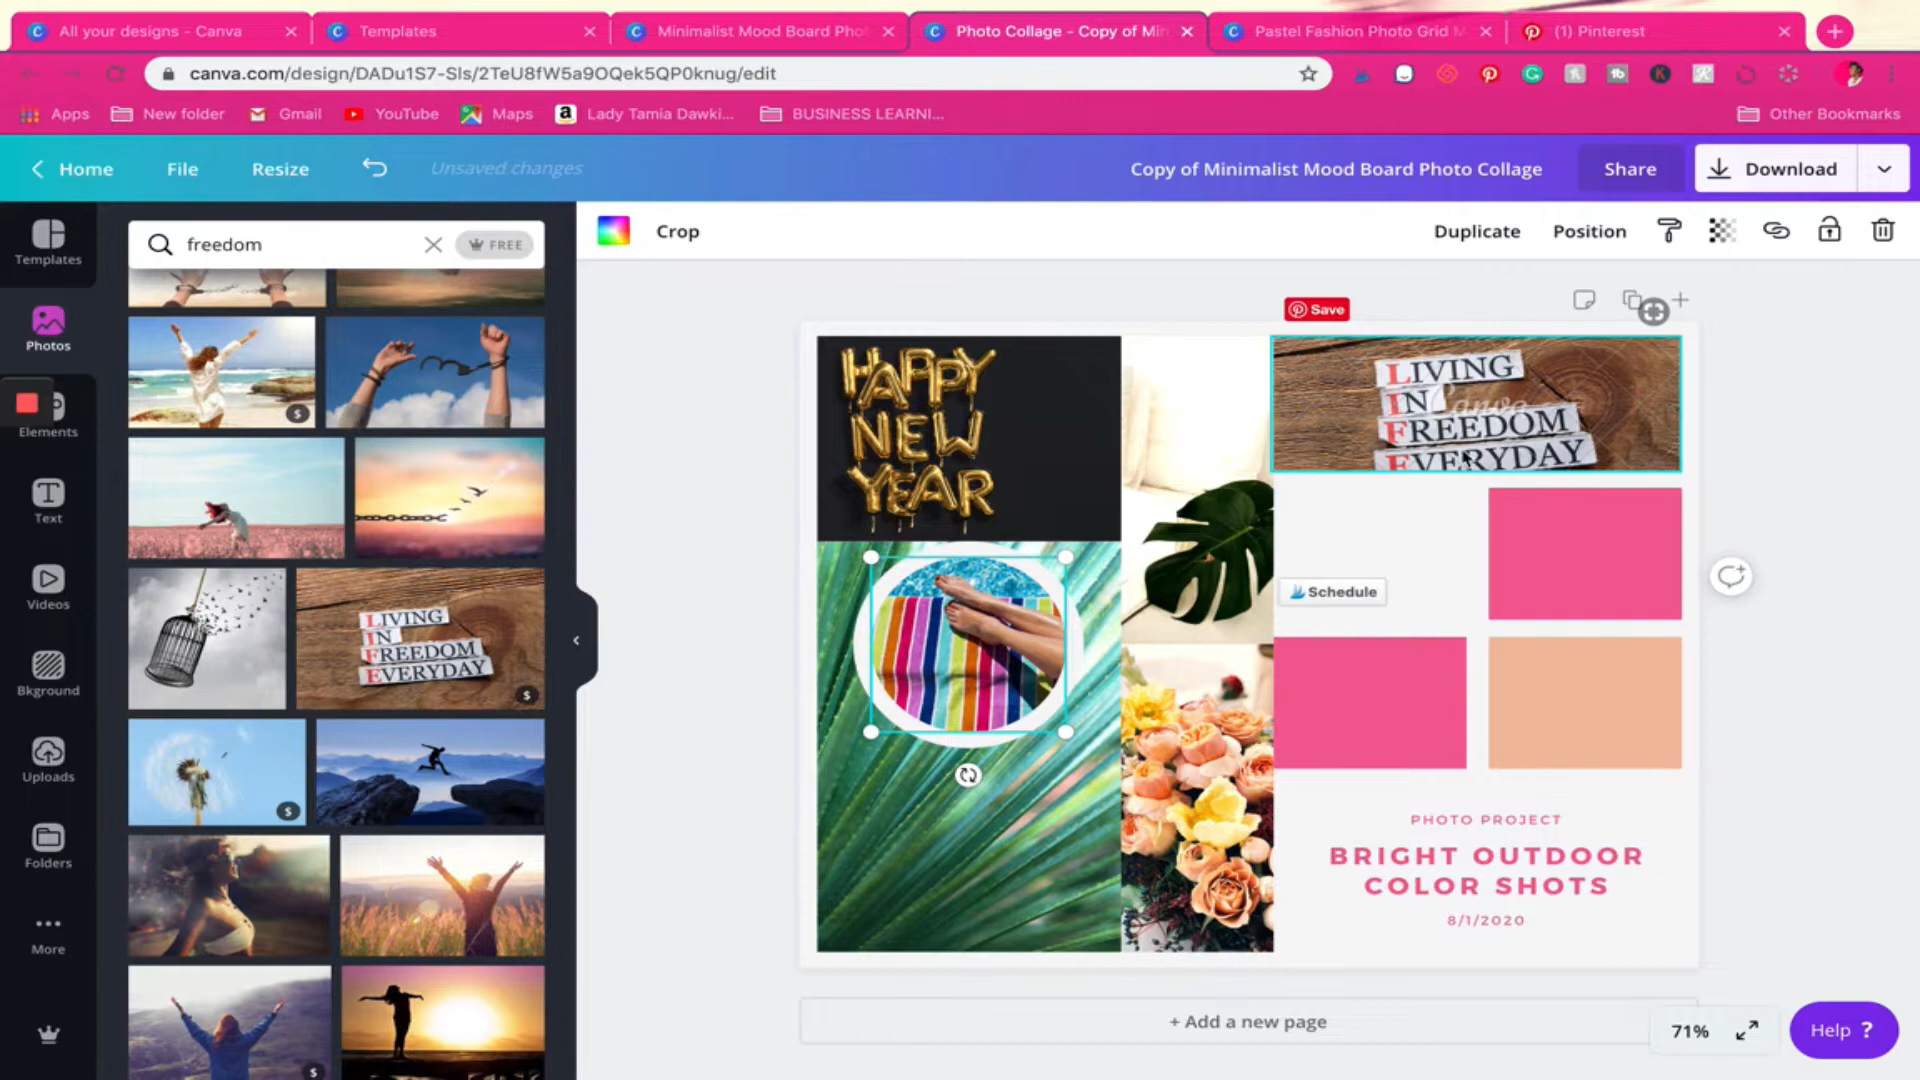 All your designs - Canva
Templates
Minimalist Mood Board Phot
Photo Collage - Copy of Min
Pastel Fashion Photo Grid M
(1) Pinterest
canva.com/design/DADu1S7-SIs/2TeU8fW5a9OQek5QP0knug/edit
Apps
New folder
Gmail
YouTube
Maps
Lady Tamia Dawki...
BUSINESS LEARNI...
Other Bookmarks
Home
File
Resize
Unsaved changes
Copy of Minimalist Mood Board Photo Collage
Share
Download
Templates
Photos
Elements
Text
Videos
Bkground
Uploads
Folders
More
freedom
FREE
LIVING
IN
FREEDOM
EVERYDAY
Crop
Duplicate
Position
Save
HAPPY
NEW
YEAR
LIVING
IN
FREEDOM
EVERYDAY
Canva
Schedule
PHOTO PROJECT
BRIGHT OUTDOOR
COLOR SHOTS
8/1/2020
+ Add a new page
71%
Help ?